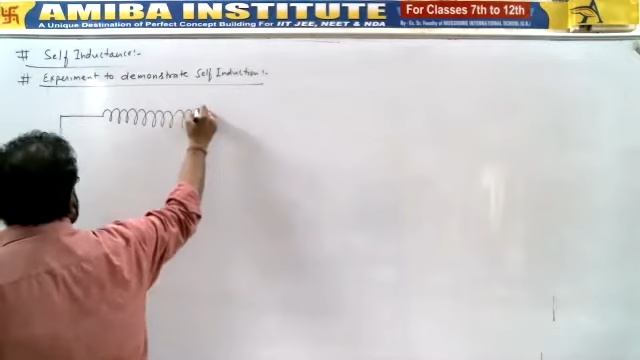 AMIBA INSTITUTE
A Unique Destination of Perfect Concept Building For IIT JEE, NEET & NDA
For Classes 7th to 12th
# Self Inductance:-
# Experiment to demonstrate Self Induction:-